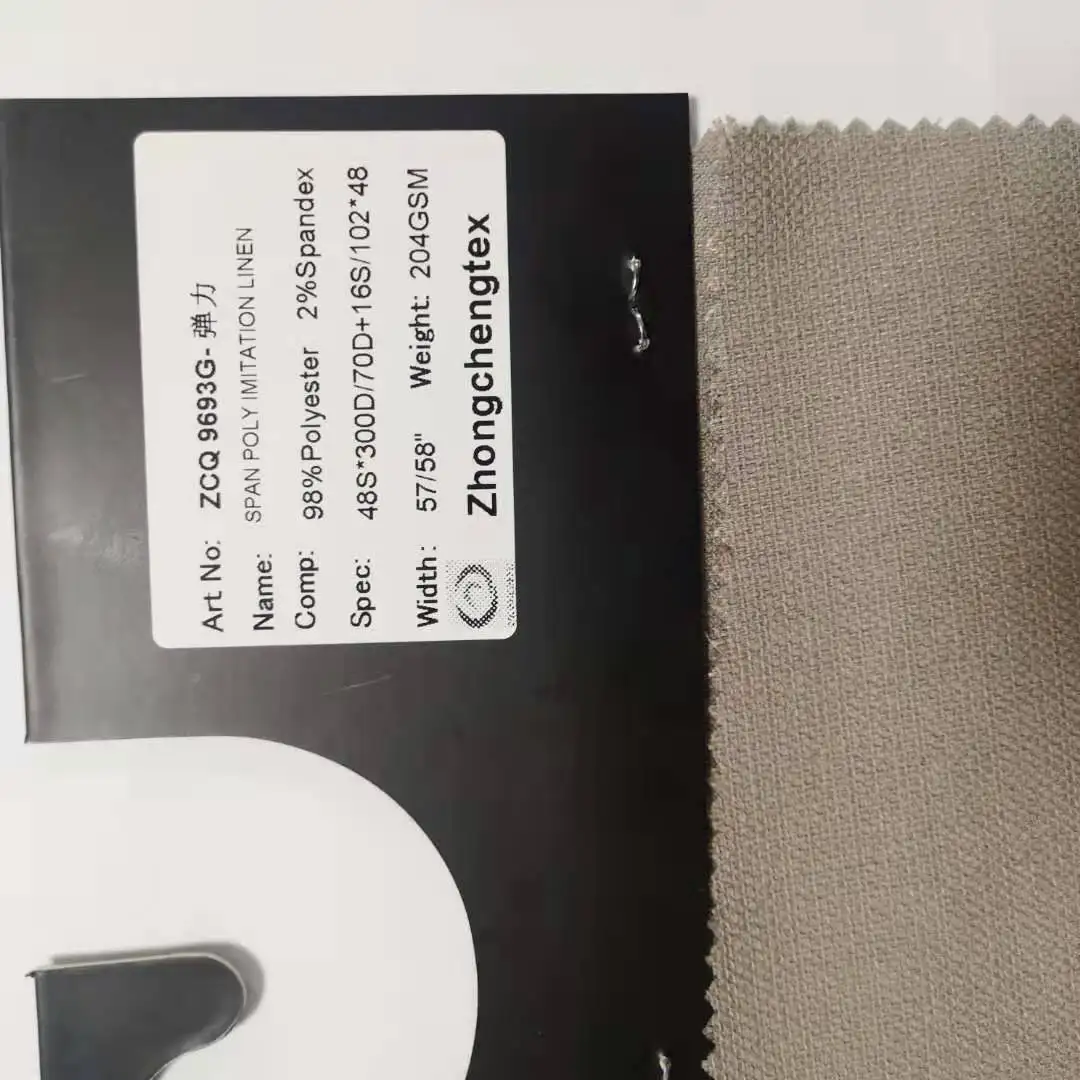 Art No: ZCQ 9693G- 弹力
Name: SPAN POLY IMITATION LINEN
Comp: 98%Polyester 2%Spandex
Spec: 48S*300D/70D+16S/102*48
Width: 57/58" Weight: 204GSM
Zhongchengtex